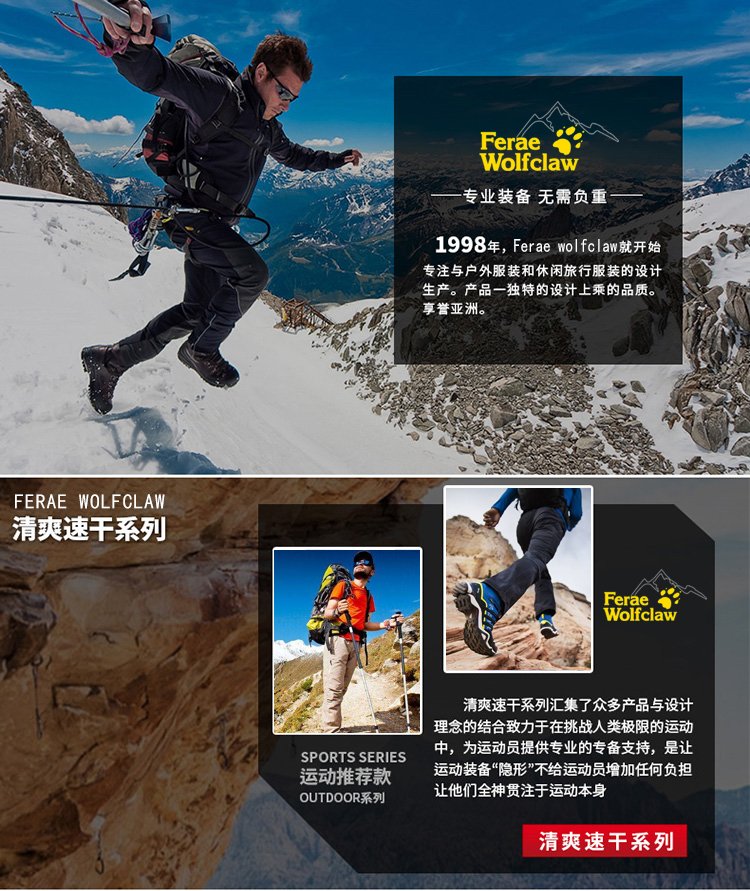 Ferae
Wolfclaw
专业装备 无需负重
1998年,Ferae wolfclaw就开始
专注与户外服装和休闲旅行服装的设计
生产。产品一独特的设计上乘的品质。
享誉亚洲。
FERAE WOLFCLAW
清爽速干系列
Ferae
Wolfclaw
清爽速干系列汇集了众多产品与设计
理念的结合致力于在挑战人类极限的运动
中，为运动员提供专业的专备支持，是让
运动装备“隐形”不给运动员增加任何负担
让他们全神贯注于运动本身
SPORTS SERIES
运动推荐款
OUTDOOR系列
清爽速干系列